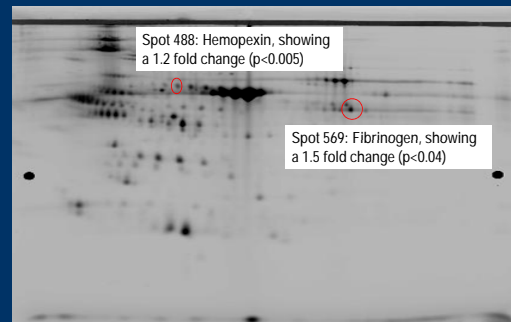 Spot 488: Hemopexin, showing
a 1.2 fold change (p<0.005)
Spot 569: Fibrinogen, showing
a 1.5 fold change (p<0.04)